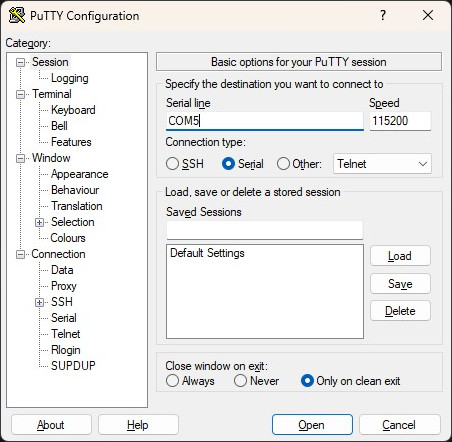 PuTTY Configuration ? ×
Category:
Session
Logging
Terminal
Keyboard
Bell
Features
Window
Appearance
Behaviour
Translation
Selection
Colours
Connection
Data
Proxy
SSH
Serial
Telnet
Rlogin
SUPDUP
Basic options for your PuTTY session
Specify the destination you want to connect to
Serial line Speed
COM5 115200
Connection type:
SSH Serial Other: Telnet
Load, save or delete a stored session
Saved Sessions
Default Settings
Load
Save
Delete
Close window on exit:
Always Never Only on clean exit
About Help Open Cancel